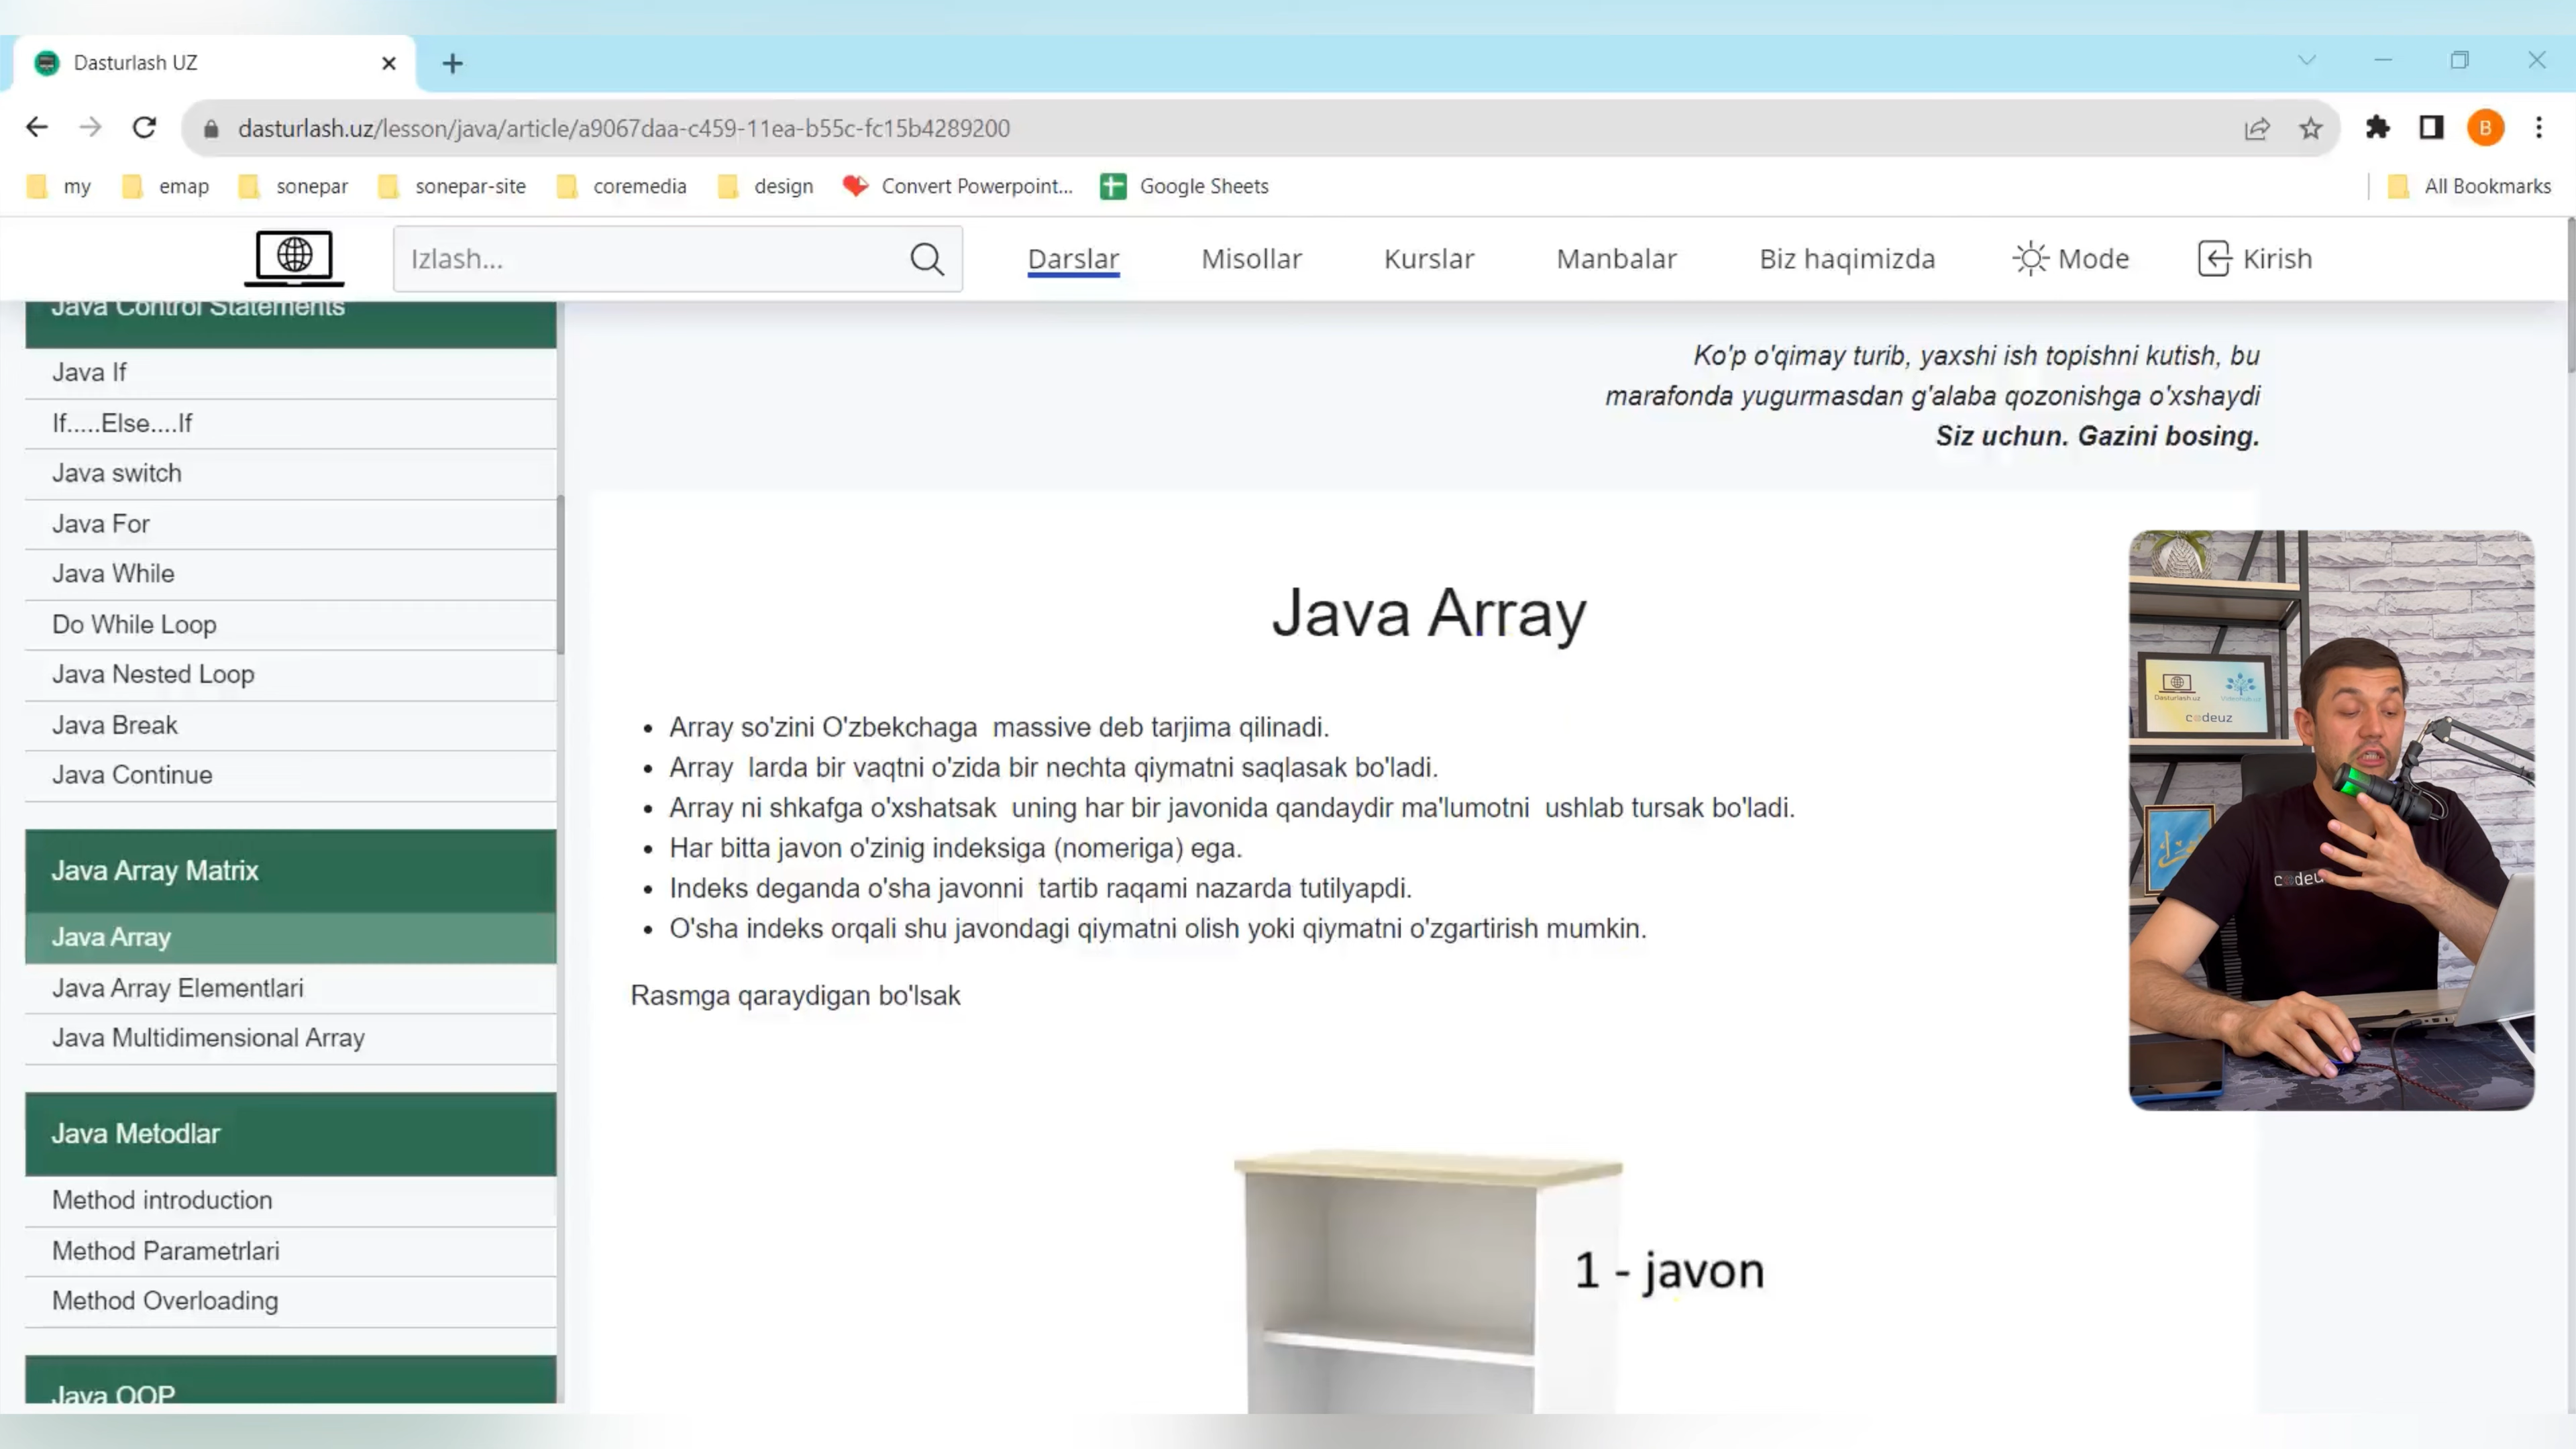 Dasturlash UZ
dasturlash.uz/lesson/java/article/a9067daa-c459-11ea-b55c-fc15b4289200
B
my
emap
sonepar
sonepar-site
coremedia
design
Convert Powerpoint...
Google Sheets
All Bookmarks
Izlash...
Darslar
Misollar
Kurslar
Manbalar
Biz haqimizda
Mode
Kirish
Java Control Statements
Java If
If.....Else....If
Java switch
Java For
Java While
Do While Loop
Java Nested Loop
Java Break
Java Continue
Java Array Matrix
Java Array
Java Array Elementlari
Java Multidimensional Array
Java Metodlar
Method introduction
Method Parametrlari
Method Overloading
Java OOP
Ko'p o'qimay turib, yaxshi ish topishni kutish, bu
marafonda yugurmasdan g'alaba qozonishga o'xshaydi
Siz uchun. Gazini bosing.
Java Array
• Array so'zini O'zbekchaga  massive deb tarjima qilinadi.
• Array  larda bir vaqtni o'zida bir nechta qiymatni saqlasak bo'ladi.
• Array ni shkafga o'xshatsak  uning har bir javonida qandaydir ma'lumotni  ushlab tursak bo'ladi.
• Har bitta javon o'zinig indeksiga (nomeriga) ega.
• Indeks deganda o'sha javonni  tartib raqami nazarda tutilyapdi.
• O'sha indeks orqali shu javondagi qiymatni olish yoki qiymatni o'zgartirish mumkin.
Rasmga qaraydigan bo'lsak
1 - javon
Dasturlash.uz
codeuz